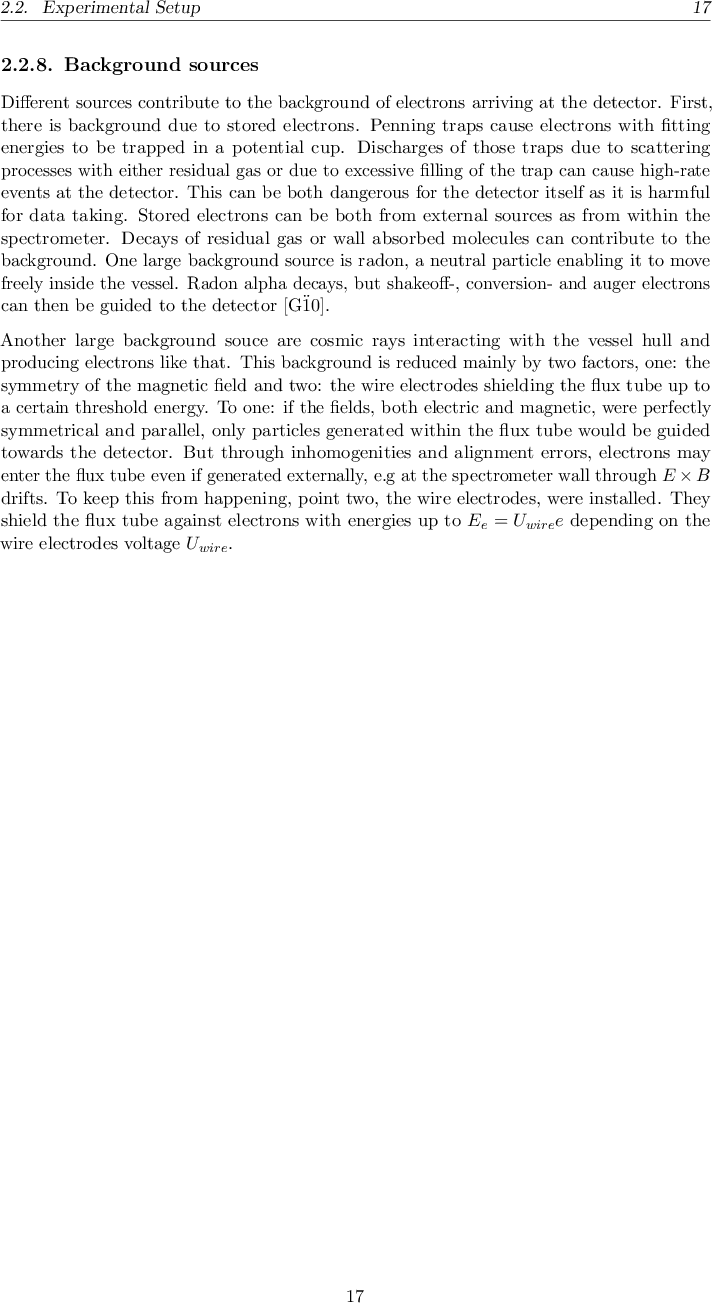 2.2. Experimental Setup 17
2.2.8. Background sources
Different sources contribute to the background of electrons arriving at the detector. First,
there is background due to stored electrons. Penning traps cause electrons with fitting
energies to be trapped in a potential cup. Discharges of those traps due to scattering
processes with either residual gas or due to excessive filling of the trap can cause high-rate
events at the detector. This can be both dangerous for the detector itself as it is harmful
for data taking. Stored electrons can be both from external sources as from within the
spectrometer. Decays of residual gas or wall absorbed molecules can contribute to the
background. One large background source is radon, a neutral particle enabling it to move
freely inside the vessel. Radon alpha decays, but shakeoff-, conversion- and auger electrons
can then be guided to the detector [G1̈0].
Another large background souce are cosmic rays interacting with the vessel hull and
producing electrons like that. This background is reduced mainly by two factors, one: the
symmetry of the magnetic field and two: the wire electrodes shielding the flux tube up to
a certain threshold energy. To one: if the fields, both electric and magnetic, were perfectly
symmetrical and parallel, only particles generated within the flux tube would be guided
towards the detector. But through inhomogenities and alignment errors, electrons may
enter the flux tube even if generated externally, e.g at the spectrometer wall through E × B
drifts. To keep this from happening, point two, the wire electrodes, were installed. They
shield the flux tube against electrons with energies up to E_e = U_{wire}e depending on the
wire electrodes voltage U_{wire}.
17